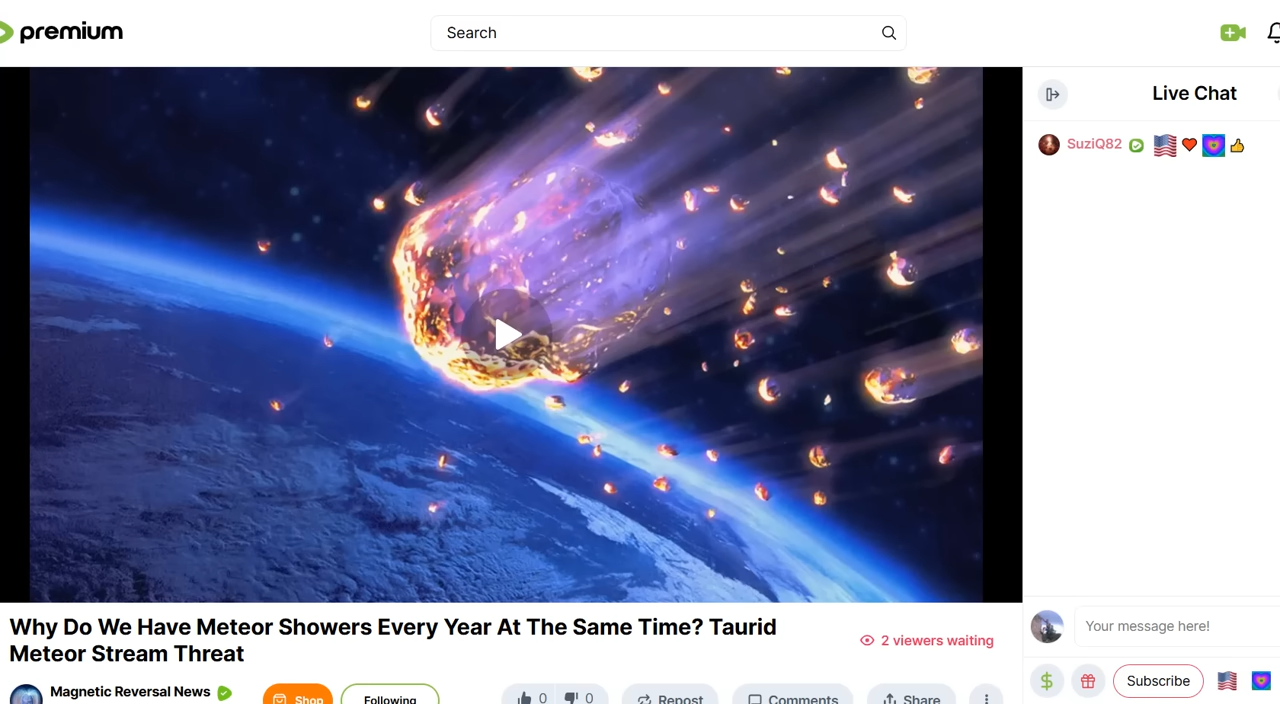 premium
Search
Live Chat
SuziQ82
Why Do We Have Meteor Showers Every Year At The Same Time? Taurid
Meteor Stream Threat
2 viewers waiting
Your message here!
Magnetic Reversal News
Shop
Following
0
0
Repost
Comments
Share
$
Subscribe